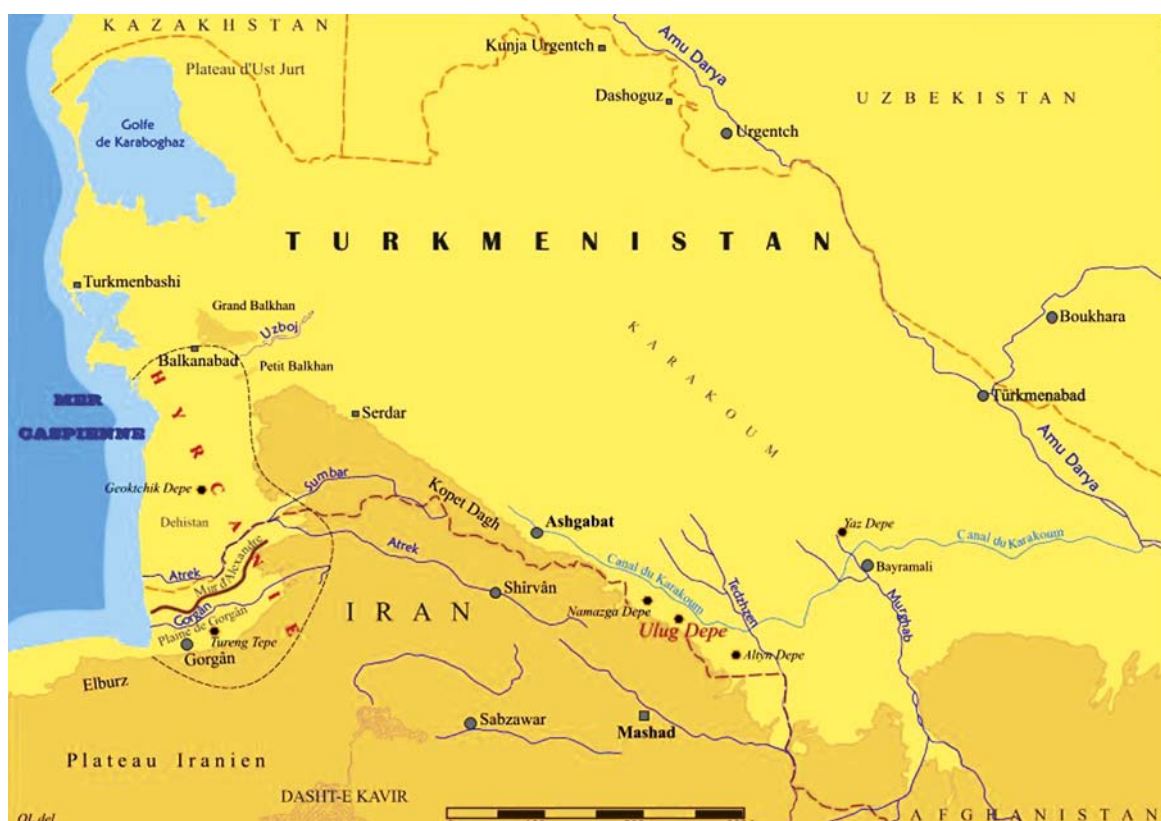 KAZAKHSTAN
Plateau d'Ust Jurt
Kunja Urgentch
Amu Darya
Dashoguz
UZBEKISTAN
Golfe
de Karaboghaz
Urgentch
TURKMENISTAN
Turkmenbashi
Grand Balkhan
Uzboj
Boukhara
KARAKOUM
Balkanabad
Petit Balkhan
MER
CASPIENNE
HYRCANIE
Serdar
Türkmenabad
Amu Darya
Sumbar
Geoktchik Depe
Kopet Dagh
Dehistan
Ashgabat
Yaz Depe
Canal du Karakoum
Atrek
Mur d'Alexandre
Atrek
Canal du Karakoum
Tedzhen
Bayramali
Shirvân
Gorgân
IRAN
Namazga Depe
Murghab
Plaine de Gorgân
Tureng Tepe
Ulug Depe
Gorgân
Altyn Depe
Elburz
Sabzawar
Mashad
Plateau Iranien
DASHT-E KAVIR
AFGHANISTAN